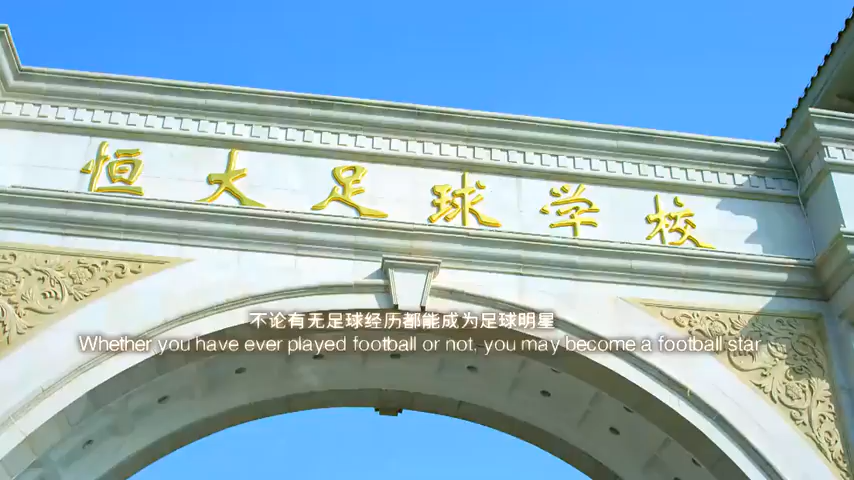 恒大足球学校
不论有无足球经历都能成为足球明星
Whether you have ever played football or not, you may become a football star